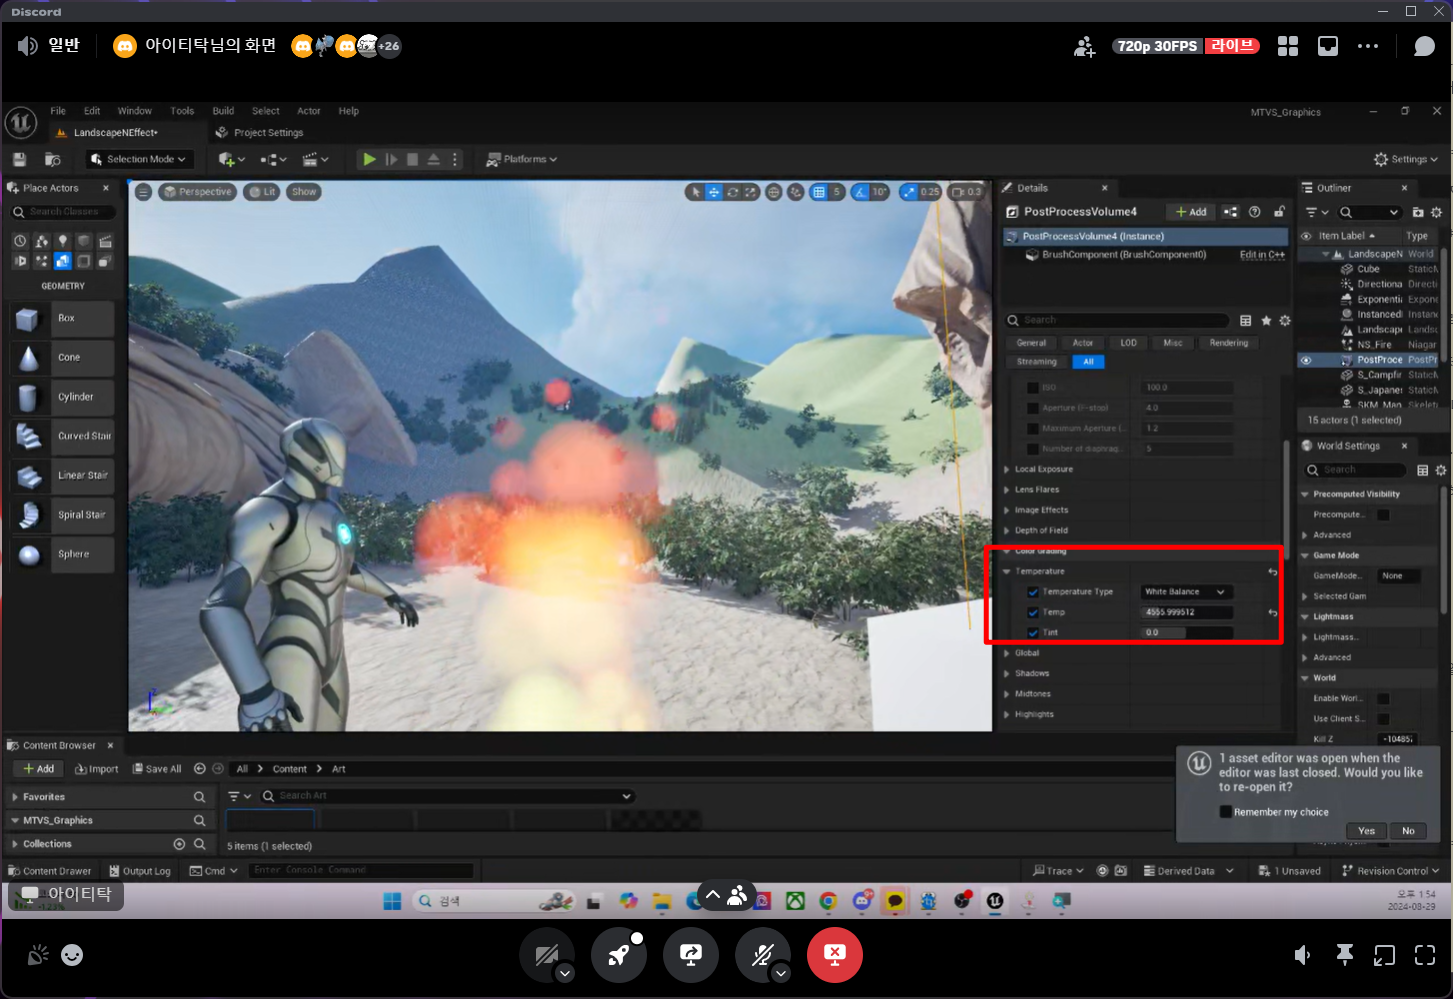 Discord
일반
아이티탁님의 화면
+26
720p 30FPS 라이브
File Edit Window Tools Build Select Actor Help
MTVS_Graphics
LandscapeNEffect•
Project Settings
Selection Mode
Platforms
Settings
Place Actors
Search Classes
GEOMETRY
Box
Cone
Cylinder
Curved Stair
Linear Stair
Spiral Stair
Sphere
Perspective Lit Show
5 10° 0.25 0.3
Details
PostProcessVolume4
+ Add
PostProcessVolume4 (Instance)
BrushComponent (BrushComponent0) Edit in C++
Search
General Actor LOD Misc Rendering
Streaming All
ISO 100.0
Aperture (F-stop) 4.0
Maximum Aperture (... 1.2
Number of diaphrag... 5
Local Exposure
Lens Flares
Image Effects
Depth of Field
Color Grading
Temperature
Temperature Type White Balance
Temp 4555.999512
Tint 0.0
Global
Shadows
Midtones
Highlights
Outliner
Item Label Type
LandscapeN World
Cube StaticM
Directiona Directi
Exponentia Expone
Instancedl Instanc
Landscape Landsc
NS_Fire Niagar
PostProce PostPr
S_Campfir StaticM
S_Japanes StaticM
SKM_Man Skeleta
15 actors (1 selected)
World Settings
Search
Precomputed Visibility
Precompute..
Advanced
Game Mode
GameMode.. None
Selected Gam
Lightmass
Lightmass..
Advanced
World
Enable Worl..
Use Client S..
Kill Z -104857
1 asset editor was open when the
editor was last closed. Would you like
to re-open it?
Remember my choice
Yes No
Content Browser
+ Add Import Save All All > Content > Art
Favorites
Search Art
MTVS_Graphics
Collections
5 items (1 selected)
Content Drawer Output Log Cmd Enter Console Command
Trace Derived Data 1 Unsaved Revision Control
아이티탁
검색
오후 1:54
2024-03-29